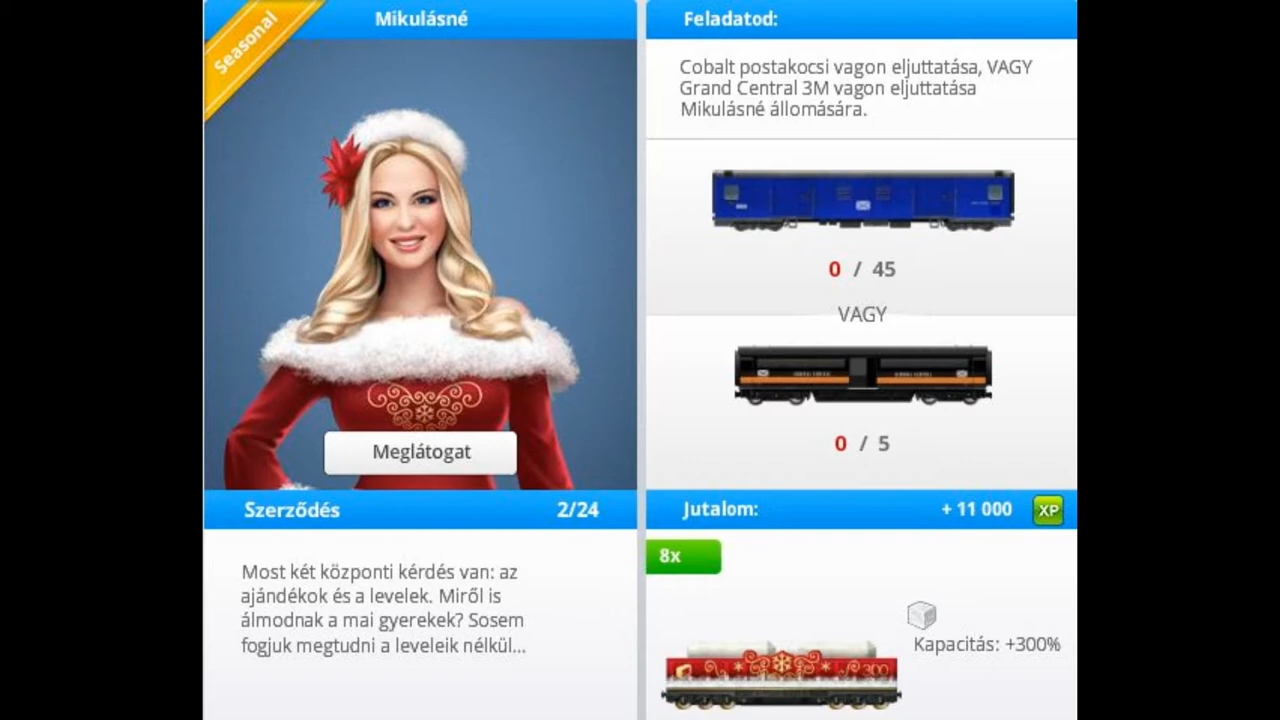 Seasonal
Mikulásné
Meglátogat
Szerződés 2/24
Most két központi kérdés van: az
ajándékok és a levelek. Miről is
álmodnak a mai gyerekek? Sosem
fogjuk megtudni a leveleik nélkül...
Feladatod:
Cobalt postakocsi vagon eljuttatása, VAGY
Grand Central 3M vagon eljuttatása
Mikulásné állomására.
0 / 45
VAGY
0 / 5
Jutalom: + 11 000 XP
8x
Kapacitás: +300%
300